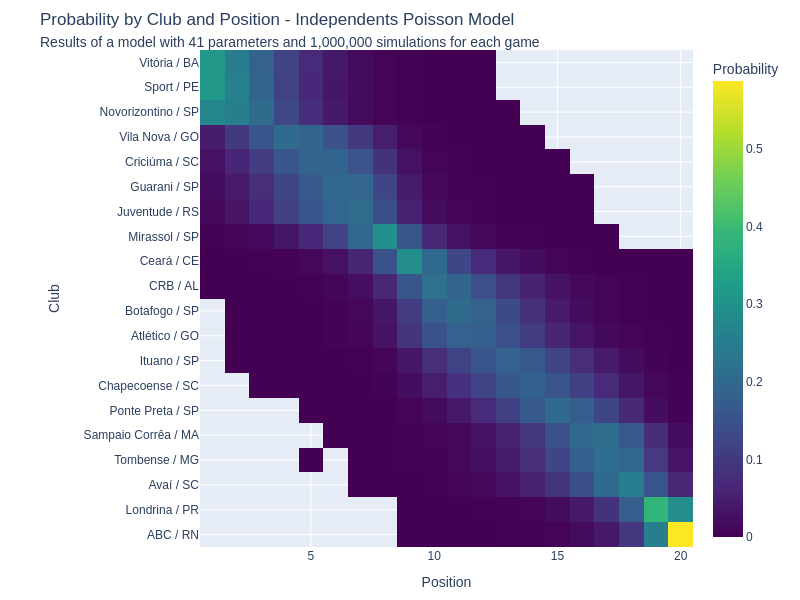 Probability by Club and Position - Independents Poisson Model
Results of a model with 41 parameters and 1,000,000 simulations for each game
Probability
Vitória / BA
Sport / PE
Novorizontino / SP
Vila Nova / GO
Criciúma / SC
Guarani / SP
Juventude / RS
Mirassol / SP
Ceará / CE
CRB / AL
Botafogo / SP
Atlético / GO
Ituano / SP
Chapecoense / SC
Ponte Preta / SP
Sampaio Corrêa / MA
Tombense / MG
Avaí / SC
Londrina / PR
ABC / RN
Club
5
10
15
20
Position
0.5
0.4
0.3
0.2
0.1
0